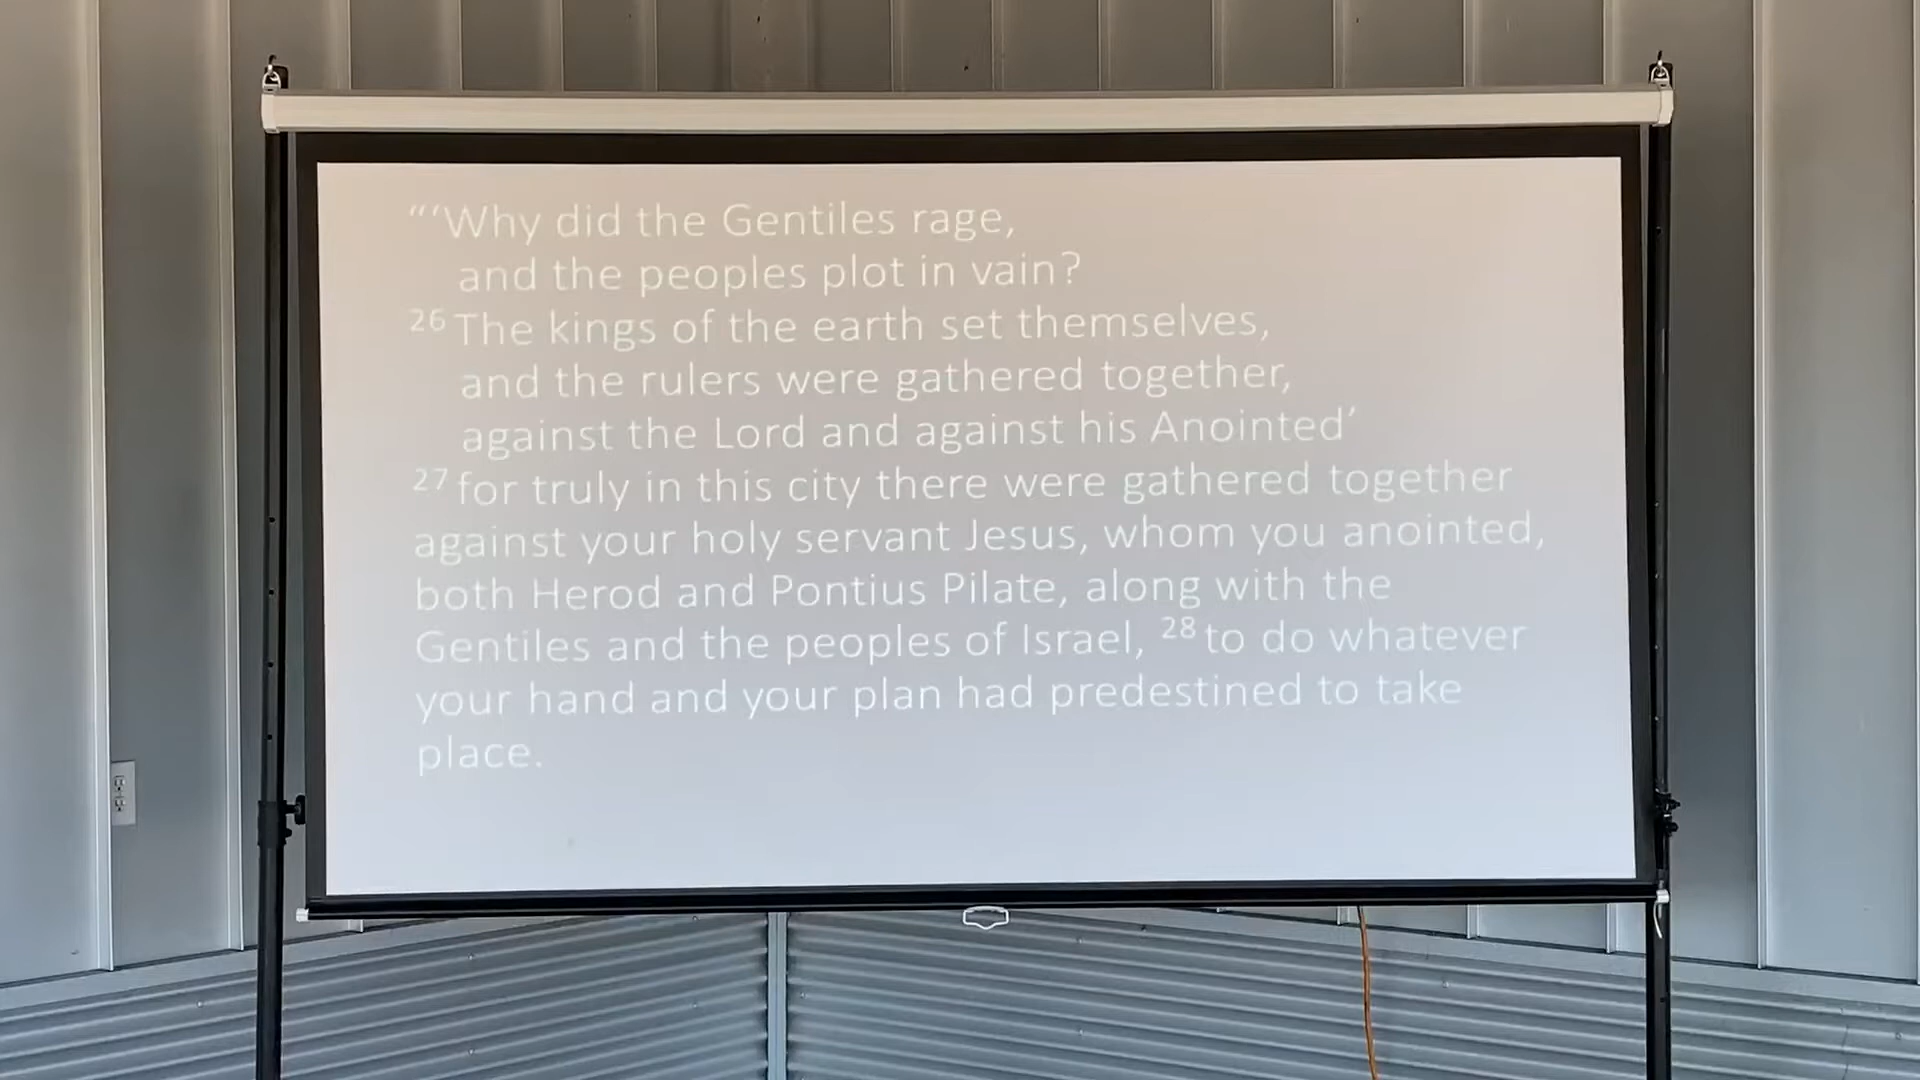 “‘Why did the Gentiles rage,
and the peoples plot in vain?
26 The kings of the earth set themselves,
and the rulers were gathered together,
against the Lord and against his Anointed’
27 for truly in this city there were gathered together
against your holy servant Jesus, whom you anointed,
both Herod and Pontius Pilate, along with the
Gentiles and the peoples of Israel, 28 to do whatever
your hand and your plan had predestined to take
place.